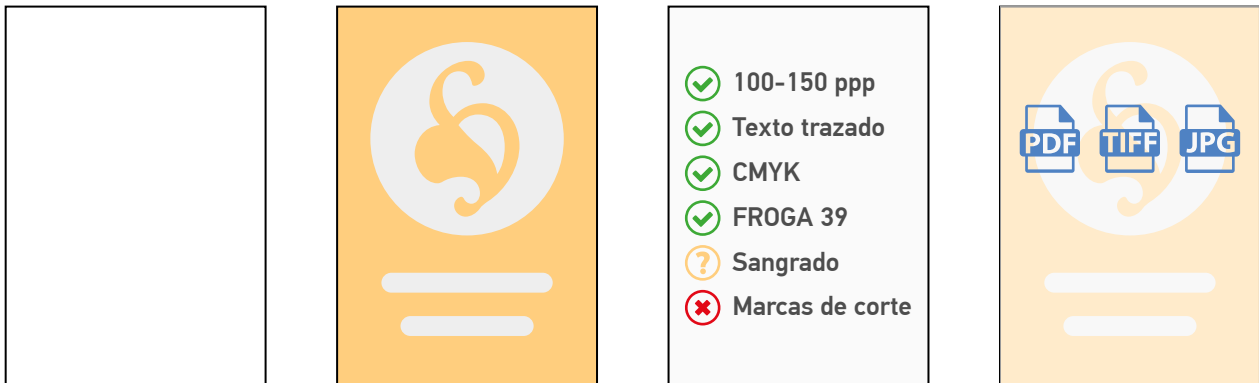 100-150 ppp
Texto trazado
CMYK
FROGA 39
? Sangrado
Marcas de corte
PDF TIFF JPG